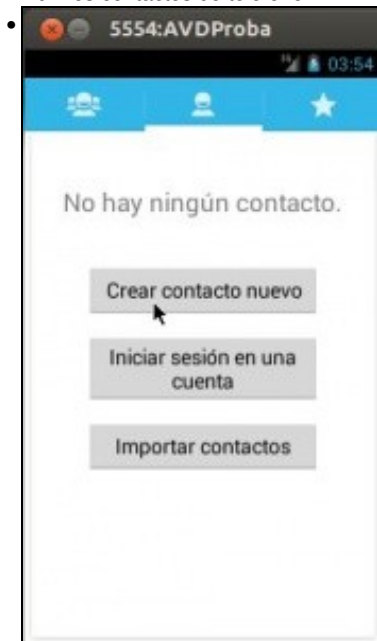 5554:AVDProba
03:54
No hay ningún contacto.
Crear contacto nuevo
Iniciar sesión en una
cuenta
Importar contactos